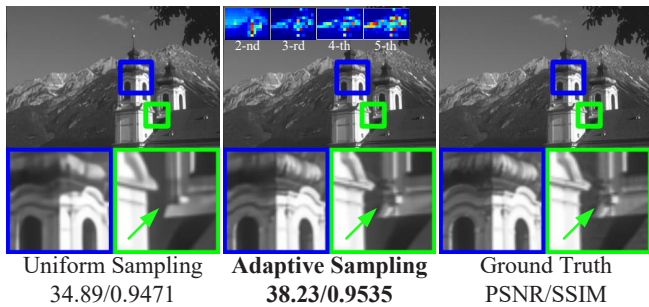 2-nd 3-rd 4-th 5-th
Uniform Sampling Adaptive Sampling Ground Truth
34.89/0.9471 38.23/0.9535 PSNR/SSIM